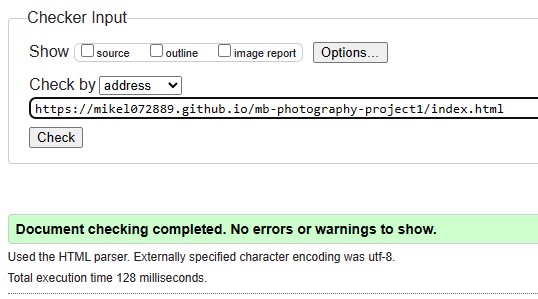 Checker Input
Show source outline image report Options...
Check by address
https://mikel072889.github.io/mb-photography-project1/index.html
Check
Document checking completed. No errors or warnings to show.
Used the HTML parser. Externally specified character encoding was utf-8.
Total execution time 128 milliseconds.